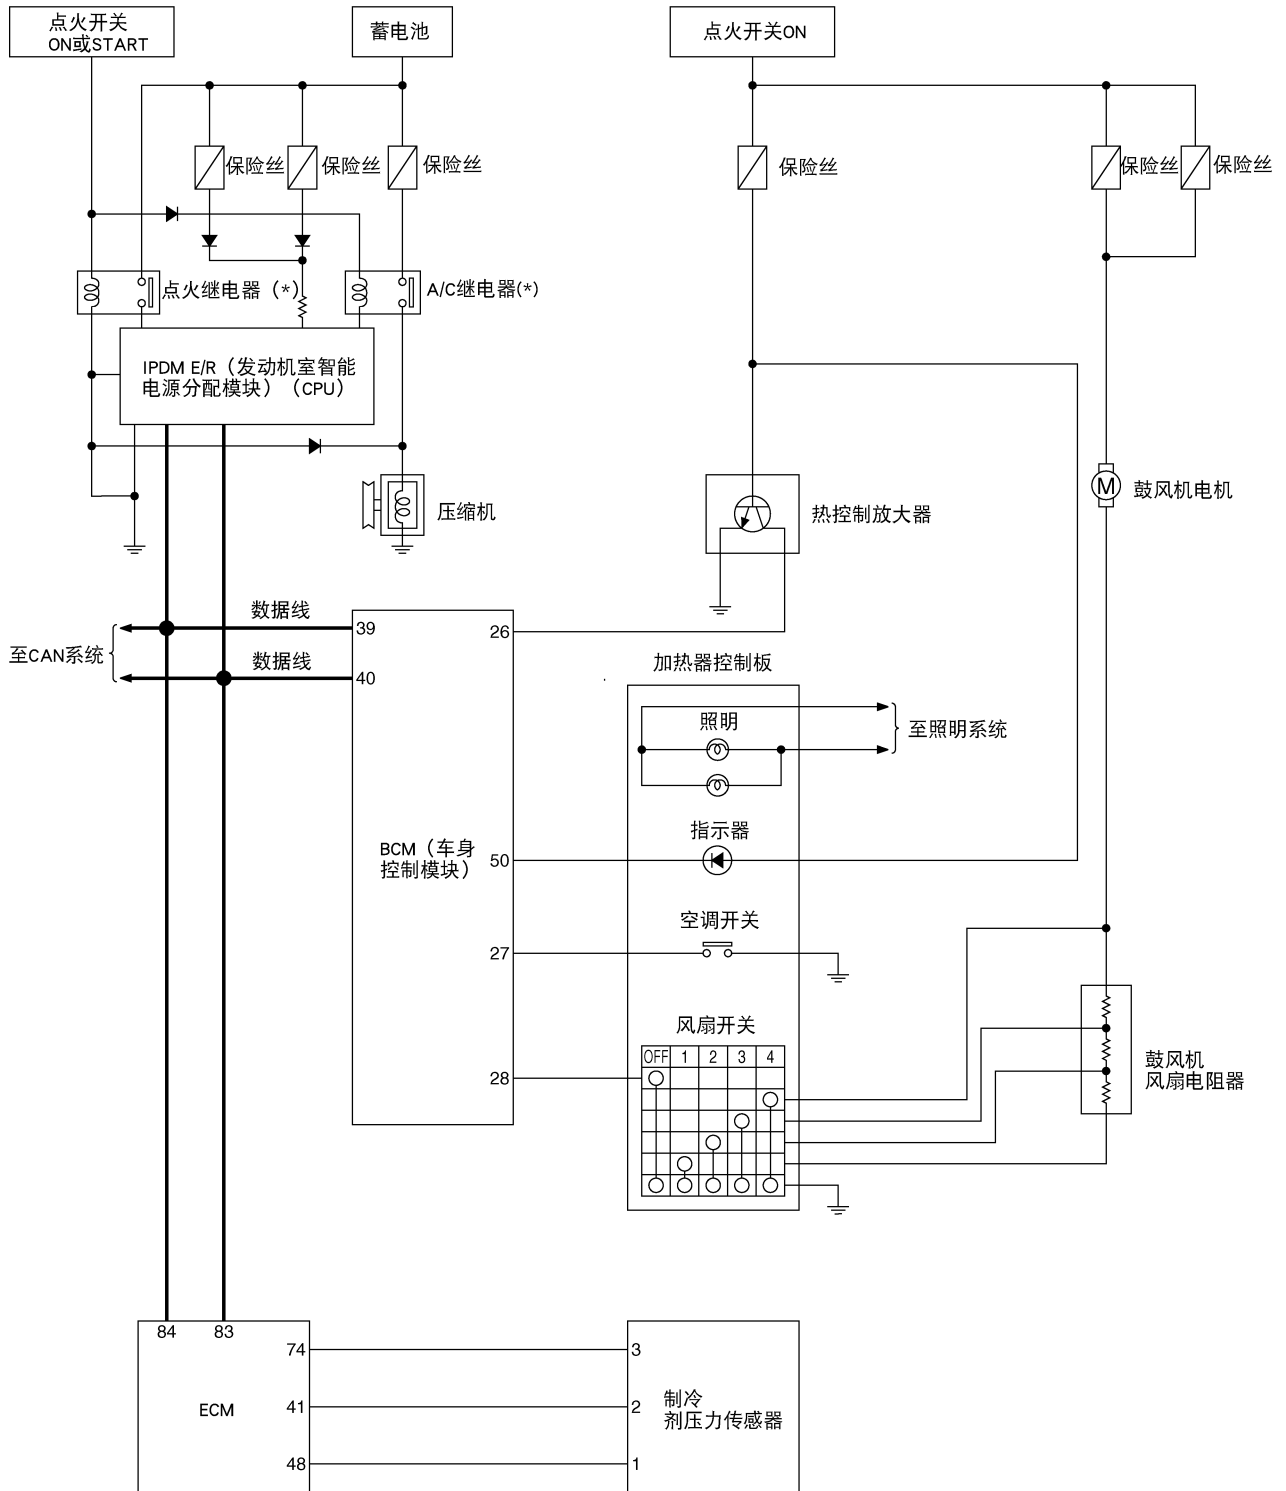 点火开关
ON或START
蓄电池
点火开关ON
保险丝
保险丝
保险丝
保险丝
保险丝
保险丝
点火继电器（*）
A/C继电器(*)
IPDM E/R（发动机室智能
电源分配模块）（CPU）
压缩机
热控制放大器
M
鼓风机电机
数据线
39
26
至CAN系统
数据线
40
加热器控制板
照明
至照明系统
指示器
BCM（车身
控制模块）
50
空调开关
27
风扇开关
OFF 1 2 3 4
28
鼓风机
风扇电阻器
84 83
74
3
ECM
41
2
制冷
剂压力传感器
48
1